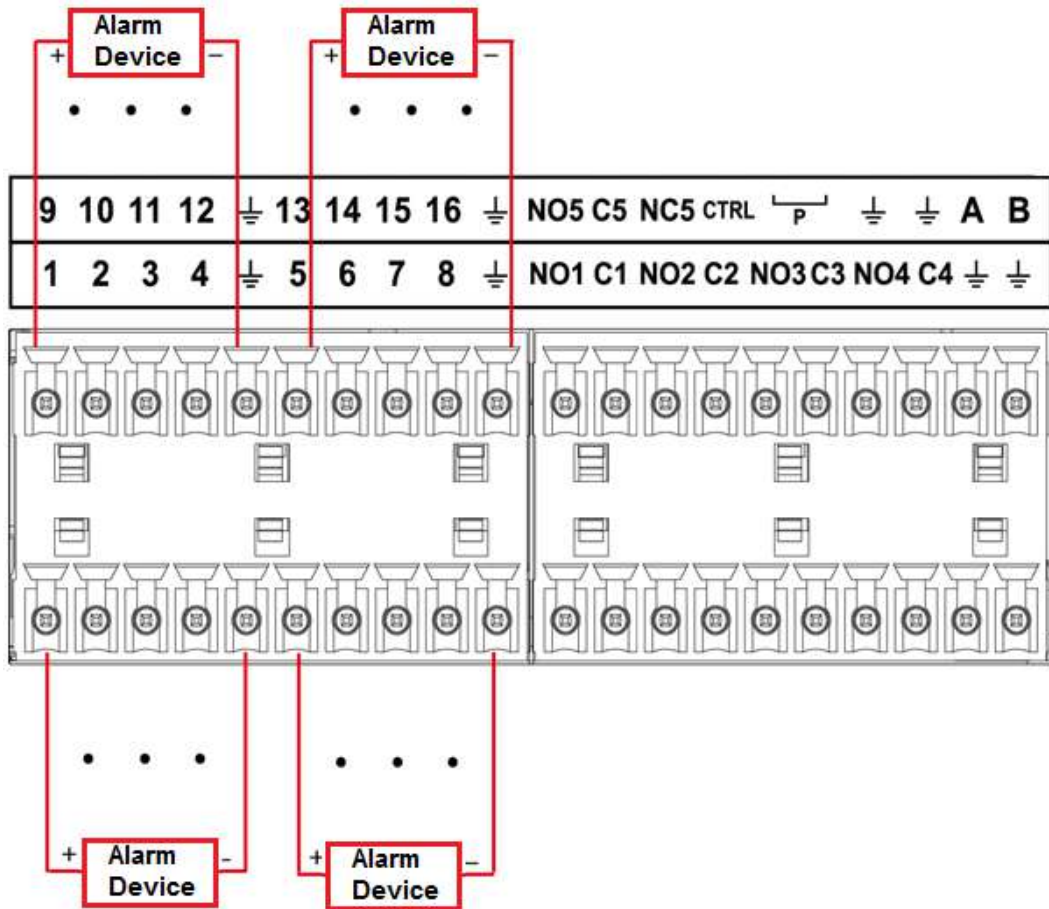 Alarm
Device
+ -
Alarm
Device
+ -
9 10 11 12 ⏚ 13 14 15 16 ⏚ NO5 C5 NC5 CTRL P ⏚ ⏚ A B
1 2 3 4 ⏚ 5 6 7 8 ⏚ NO1 C1 NO2 C2 NO3 C3 NO4 C4 ⏚ ⏚
+ -
Alarm
Device
+ -
Alarm
Device